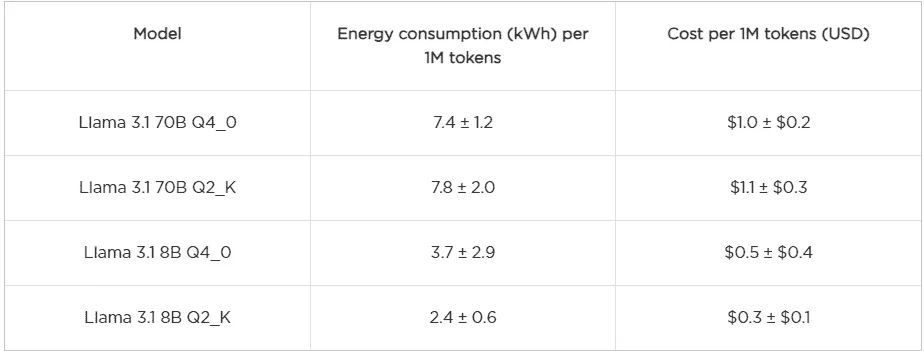 Model Energy consumption (kWh) per Cost per 1M tokens (USD)
1M tokens
Llama 3.1 70B Q4_0 7.4 ± 1.2 $1.0 ± $0.2
Llama 3.1 70B Q2_K 7.8 ± 2.0 $1.1 ± $0.3
Llama 3.1 8B Q4_0 3.7 ± 2.9 $0.5 ± $0.4
Llama 3.1 8B Q2_K 2.4 ± 0.6 $0.3 ± $0.1